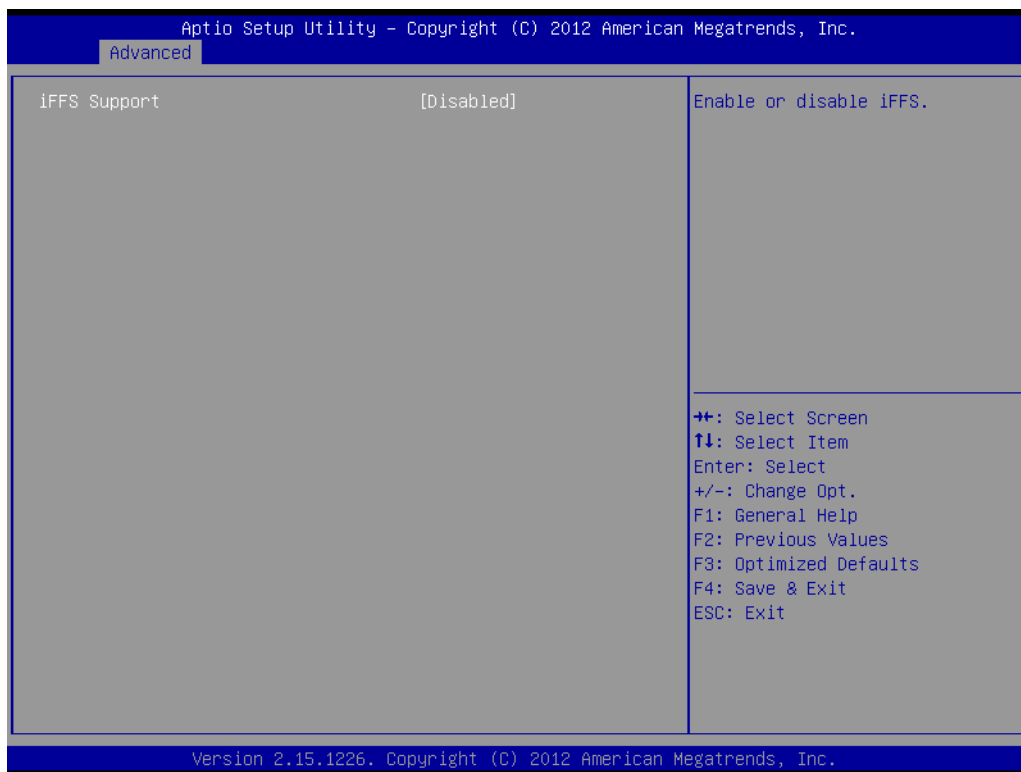 Aptio Setup Utility – Copyright (C) 2012 American Megatrends, Inc.
Advanced
iFFS Support [Disabled]
Enable or disable iFFS.
→←: Select Screen
↑↓: Select Item
Enter: Select
+/-: Change Opt.
F1: General Help
F2: Previous Values
F3: Optimized Defaults
F4: Save & Exit
ESC: Exit
Version 2.15.1226. Copyright (C) 2012 American Megatrends, Inc.